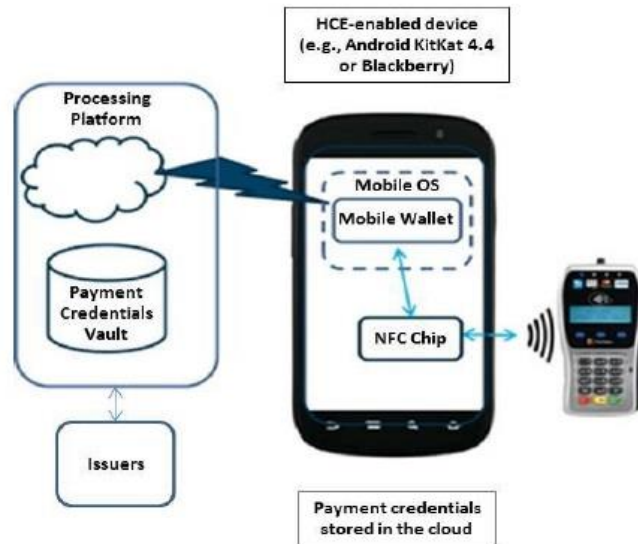 HCE-enabled device
(e.g., Android KitKat 4.4
or Blackberry)
Processing
Platform
Mobile OS
Mobile Wallet
Payment
Credentials
Vault
NFC Chip
Issuers
Payment credentials
stored in the cloud